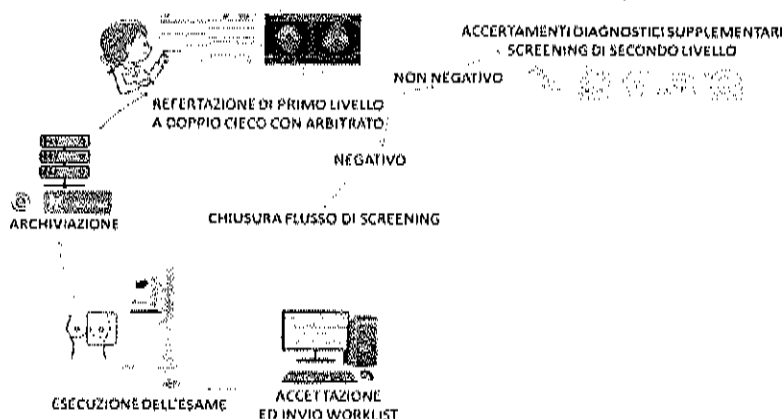 ACCERTAMENTI DIAGNOSTICI SUPPLEMENTARI
SCREENING DI SECONDO LIVELLO
NON NEGATIVO
REFERTAZIONE DI PRIMO LIVELLO
A DOPPIO CIECO CON ARBITRATO
NEGATIVO
CHIUSURA FLUSSO DI SCREENING
ARCHIVIAZIONE
ESECUZIONE DELL'ESAME
ACCETTAZIONE
ED INVIO WORKLIST